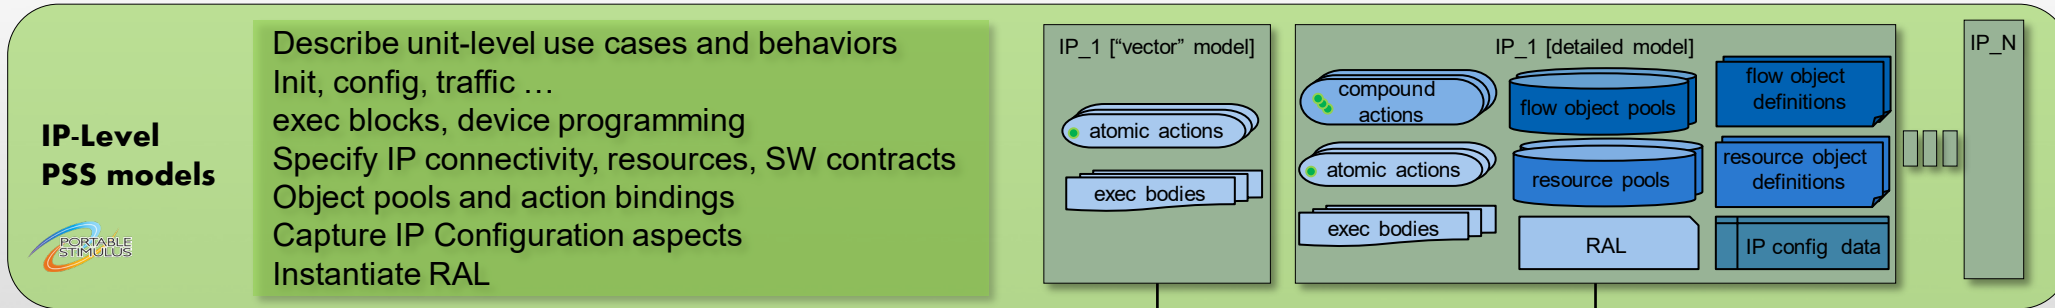 IP-Level
PSS models
PORTABLE
STIMULUS
Describe unit-level use cases and behaviors
Init, config, traffic …
exec blocks, device programming
Specify IP connectivity, resources, SW contracts
Object pools and action bindings
Capture IP Configuration aspects
Instantiate RAL
IP_1 [“vector” model]
atomic actions
exec bodies
IP_1 [detailed model]
compound
actions
atomic actions
exec bodies
flow object pools
resource pools
RAL
flow object
definitions
resource object
definitions
IP config data
IP_N